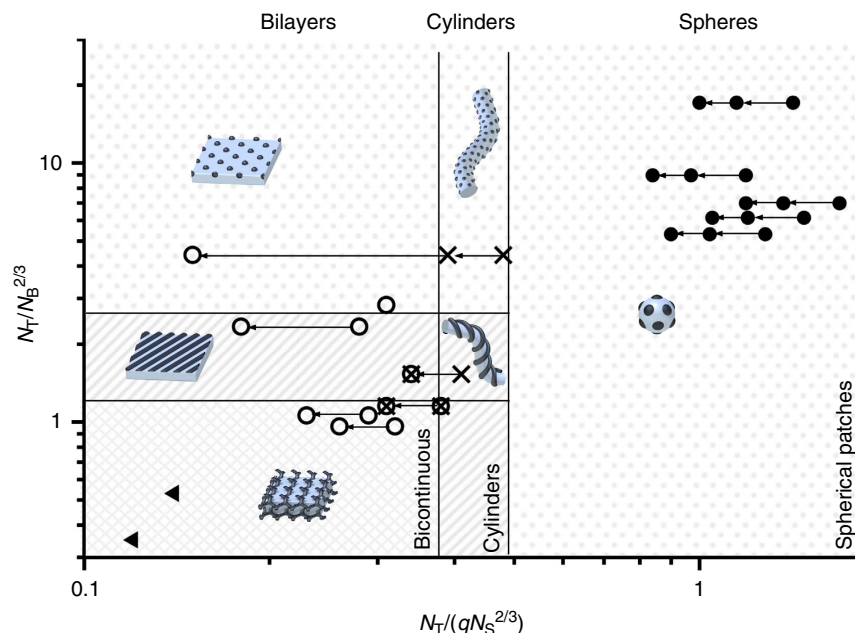 Bilayers Cylinders Spheres
10
1
N_T/N_B^{2/3}
Bicontinuous
Cylinders
Spherical patches
0.1 1
N_T/(qN_S^{2/3})